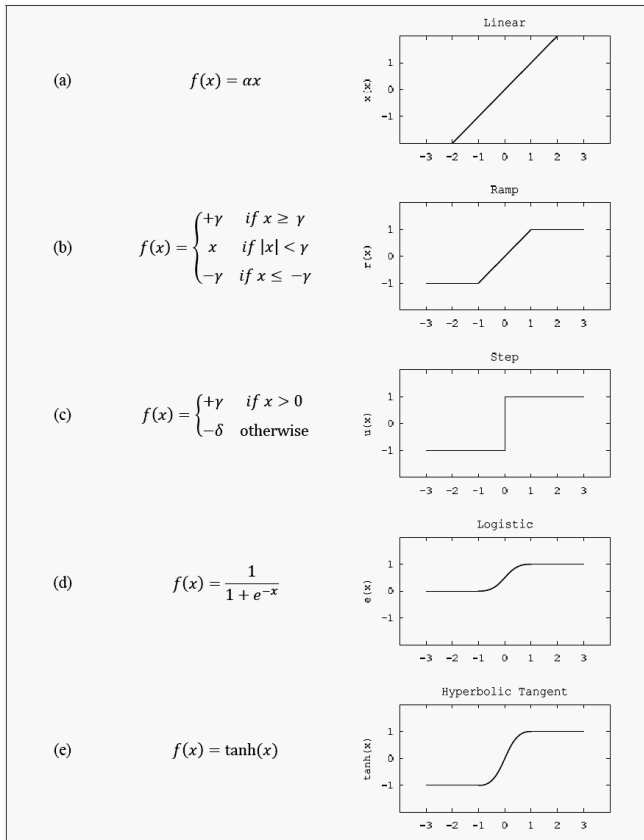 Linear
(a) f(x) = αx
x(x)
1
0
-1
-3 -2 -1 0 1 2 3
Ramp
(b) f(x) = { +γ if x ≥ γ
x if |x| < γ
−γ if x ≤ −γ
r(x)
1
0
-1
-3 -2 -1 0 1 2 3
Step
(c) f(x) = { +γ if x > 0
−δ otherwise
u(x)
1
0
-1
-3 -2 -1 0 1 2 3
Logistic
(d) f(x) = 1 / (1 + e^{−x})
e(x)
1
0
-1
-3 -2 -1 0 1 2 3
Hyperbolic Tangent
(e) f(x) = tanh(x)
tanh(x)
1
0
-1
-3 -2 -1 0 1 2 3